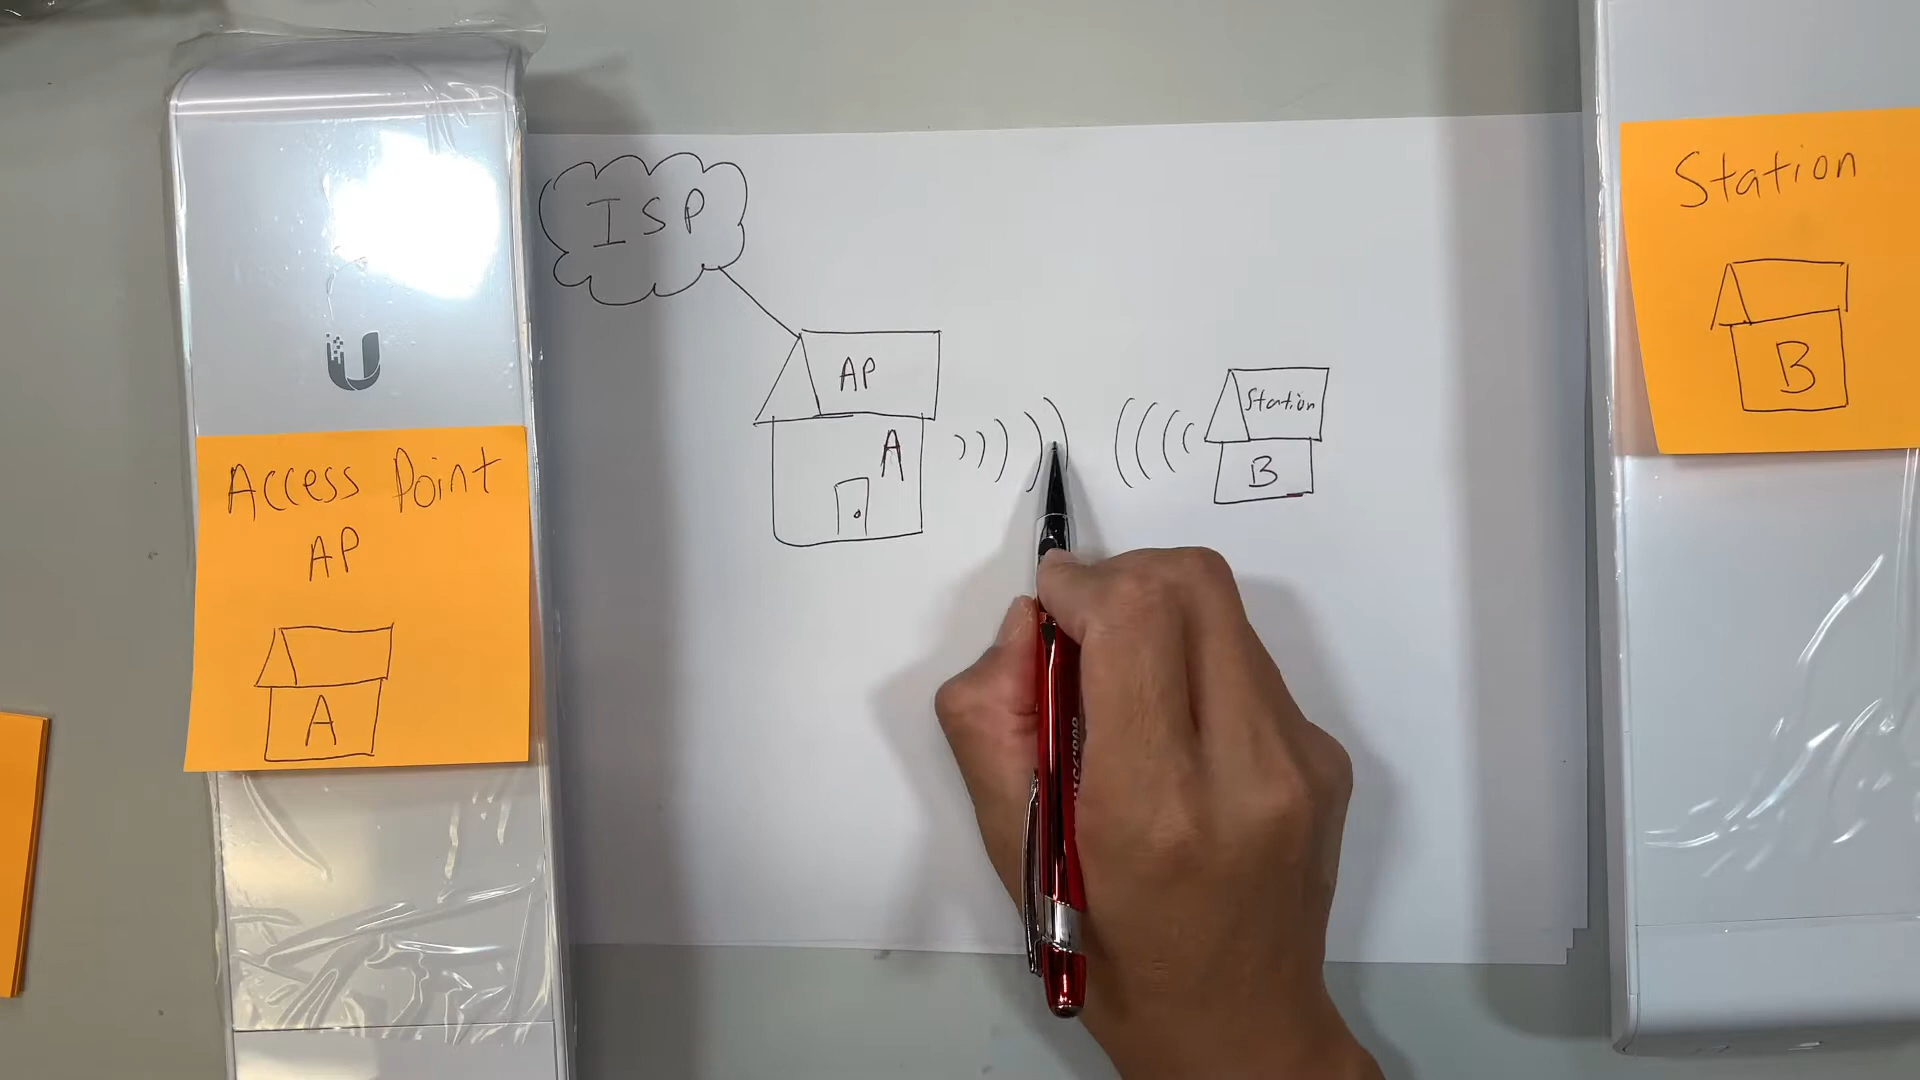 ISP
AP
A
Station
B
Access Point
AP
A
Station
B